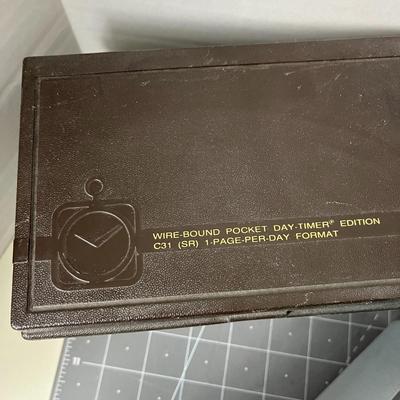 WIRE-BOUND POCKET DAY-TIMER® EDITION
C31 (SR) 1-PAGE-PER-DAY FORMAT